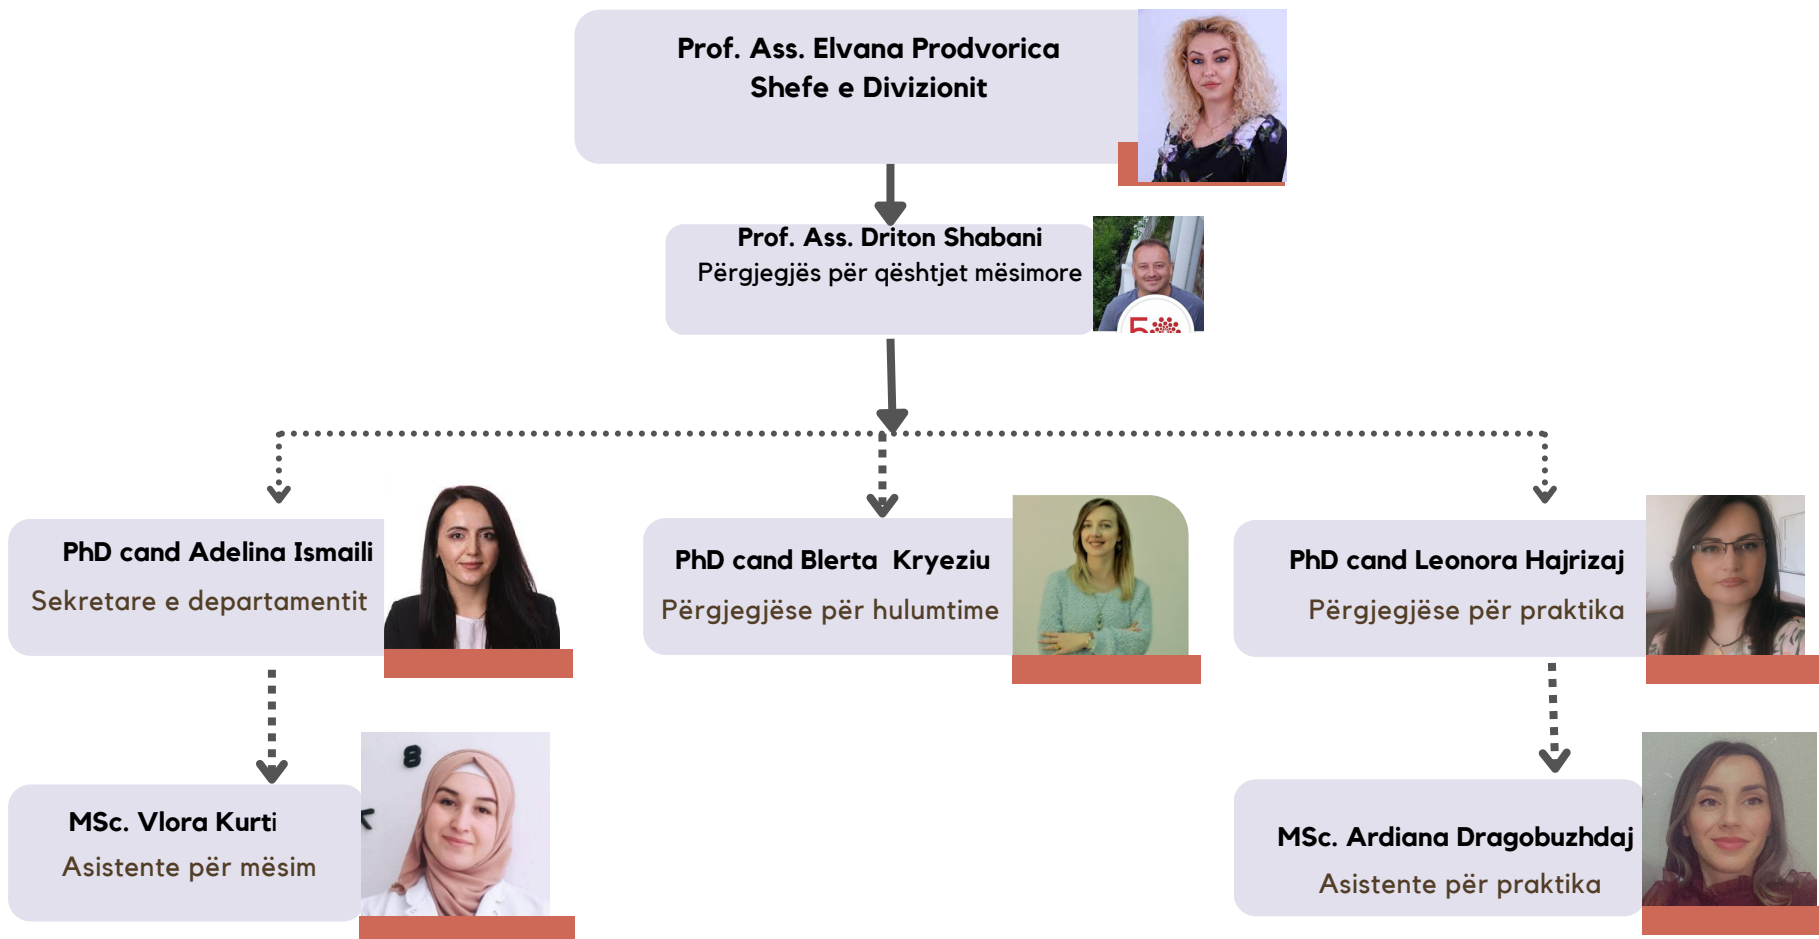 Prof. Ass. Elvana Prodvorica
Shefe e Divizionit
Prof. Ass. Driton Shabani
Përgjegjës për qështjet mësimore
5
PhD cand Adelina Ismaili
Sekretare e departamentit
PhD cand Blerta Kryeziu
Përgjegjëse për hulumtime
PhD cand Leonora Hajrizaj
Përgjegjëse për praktika
8
K
MSc. Vlora Kurti
Asistente për mësim
MSc. Ardiana Dragobuzhdaj
Asistente për praktika